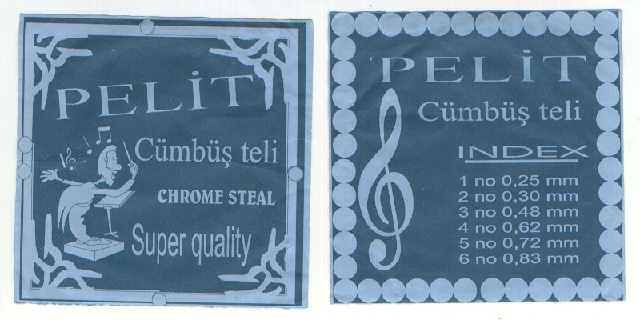 PELİT
Cümbüş teli
CHROME STEAL
Super quality
PELİT
Cümbüş teli
INDEX
1 no 0,25 mm
2 no 0,30 mm
3 no 0.48 mm
4 no 0,62 mm
5 no 0,72 mm
6 no 0,83 mm